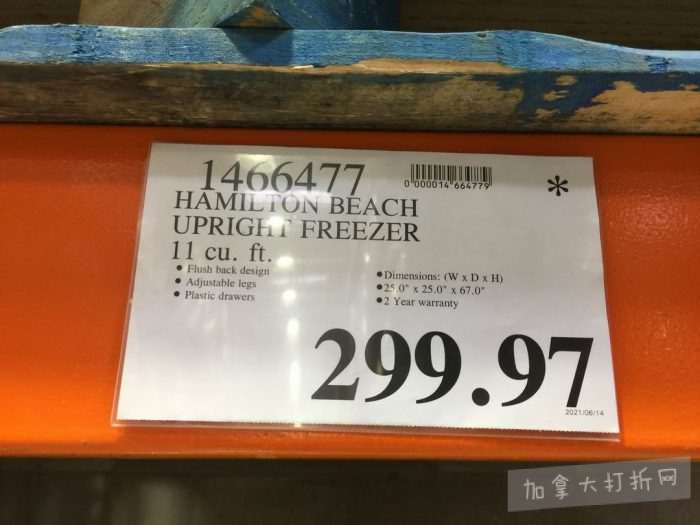 1466477
0 000014 664779
*
HAMILTON BEACH
UPRIGHT FREEZER
11 cu. ft.
• Flush back design
• Adjustable legs
• Plastic drawers
•Dimensions: (W x D x H)
•25.0" x 25.0" x 67.0"
•2 Year warranty
299.97
2021/06/14
加拿大打折网